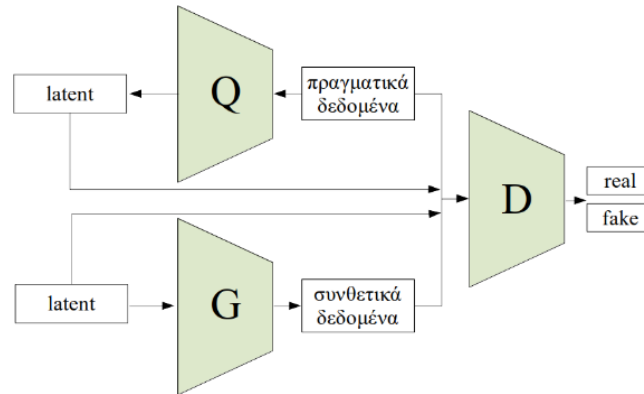 latent
Q
πραγματικά
δεδομένα
D
real
fake
latent
G
συνθετικά
δεδομένα